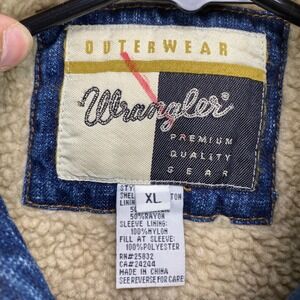 OUTERWEAR
Wrangler
PREMIUM
QUALITY
GEAR
XL
50%RAYON
SLEEVE LINING:
100%NYLON
FILL AT SLEEVE:
100%POLYESTER
RN#25832
CA#24244
MADE IN CHINA
SEE REVERSE FOR CARE